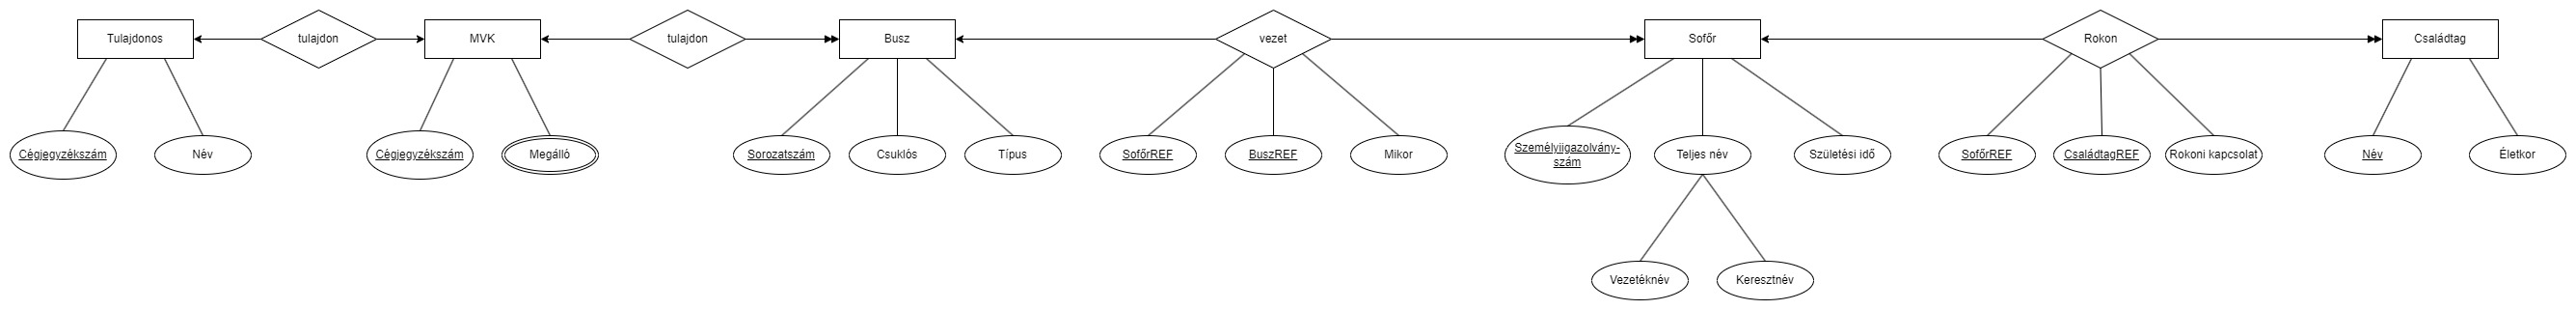 Tulajdonos
tulajdon
MVK
tulajdon
Busz
vezet
Sofőr
Rokon
Családtag
Cégjegyzékszám
Név
Cégjegyzékszám
Megálló
Sorozatszám
Csuklós
Típus
SofőrREF
BuszREF
Mikor
Személyiigazolvány-
szám
Teljes név
Születési idő
SofőrREF
CsaládtagREF
Rokoni kapcsolat
Név
Életkor
Vezetéknév
Keresztnév